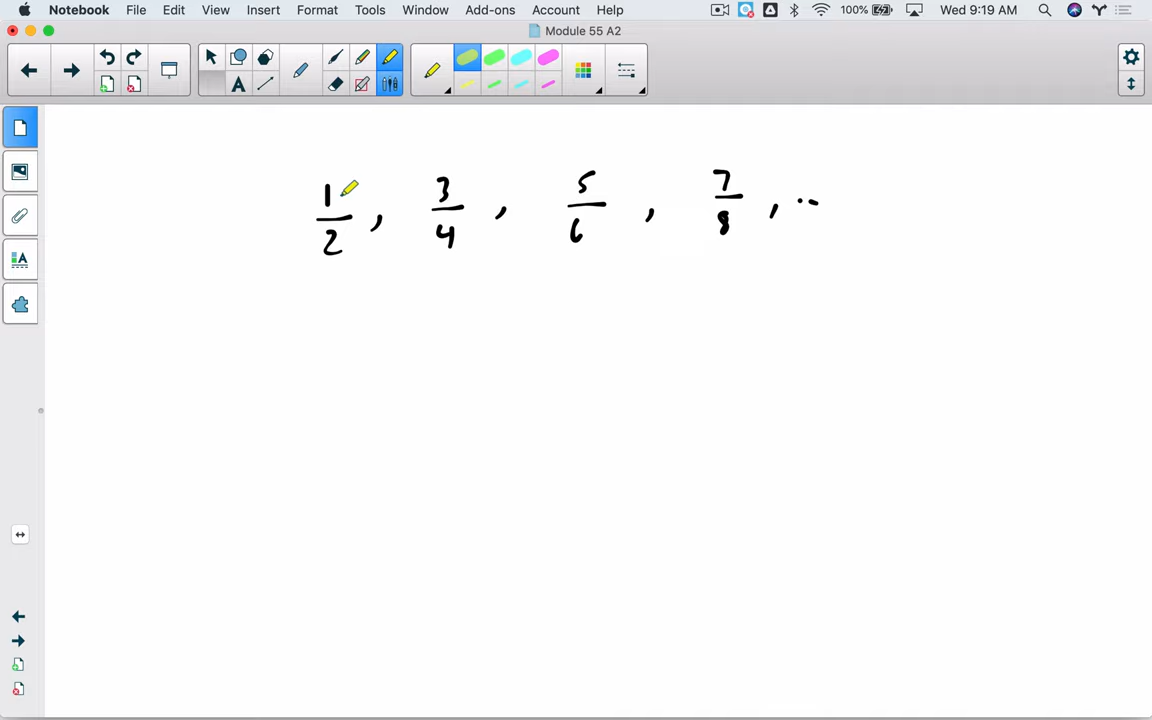 Notebook File Edit View Insert Format Tools Window Add-ons Account Help 100% Wed 9:19 AM
Module 55 A2
A
A
1/2, 3/4, 5/6, 7/8, ..